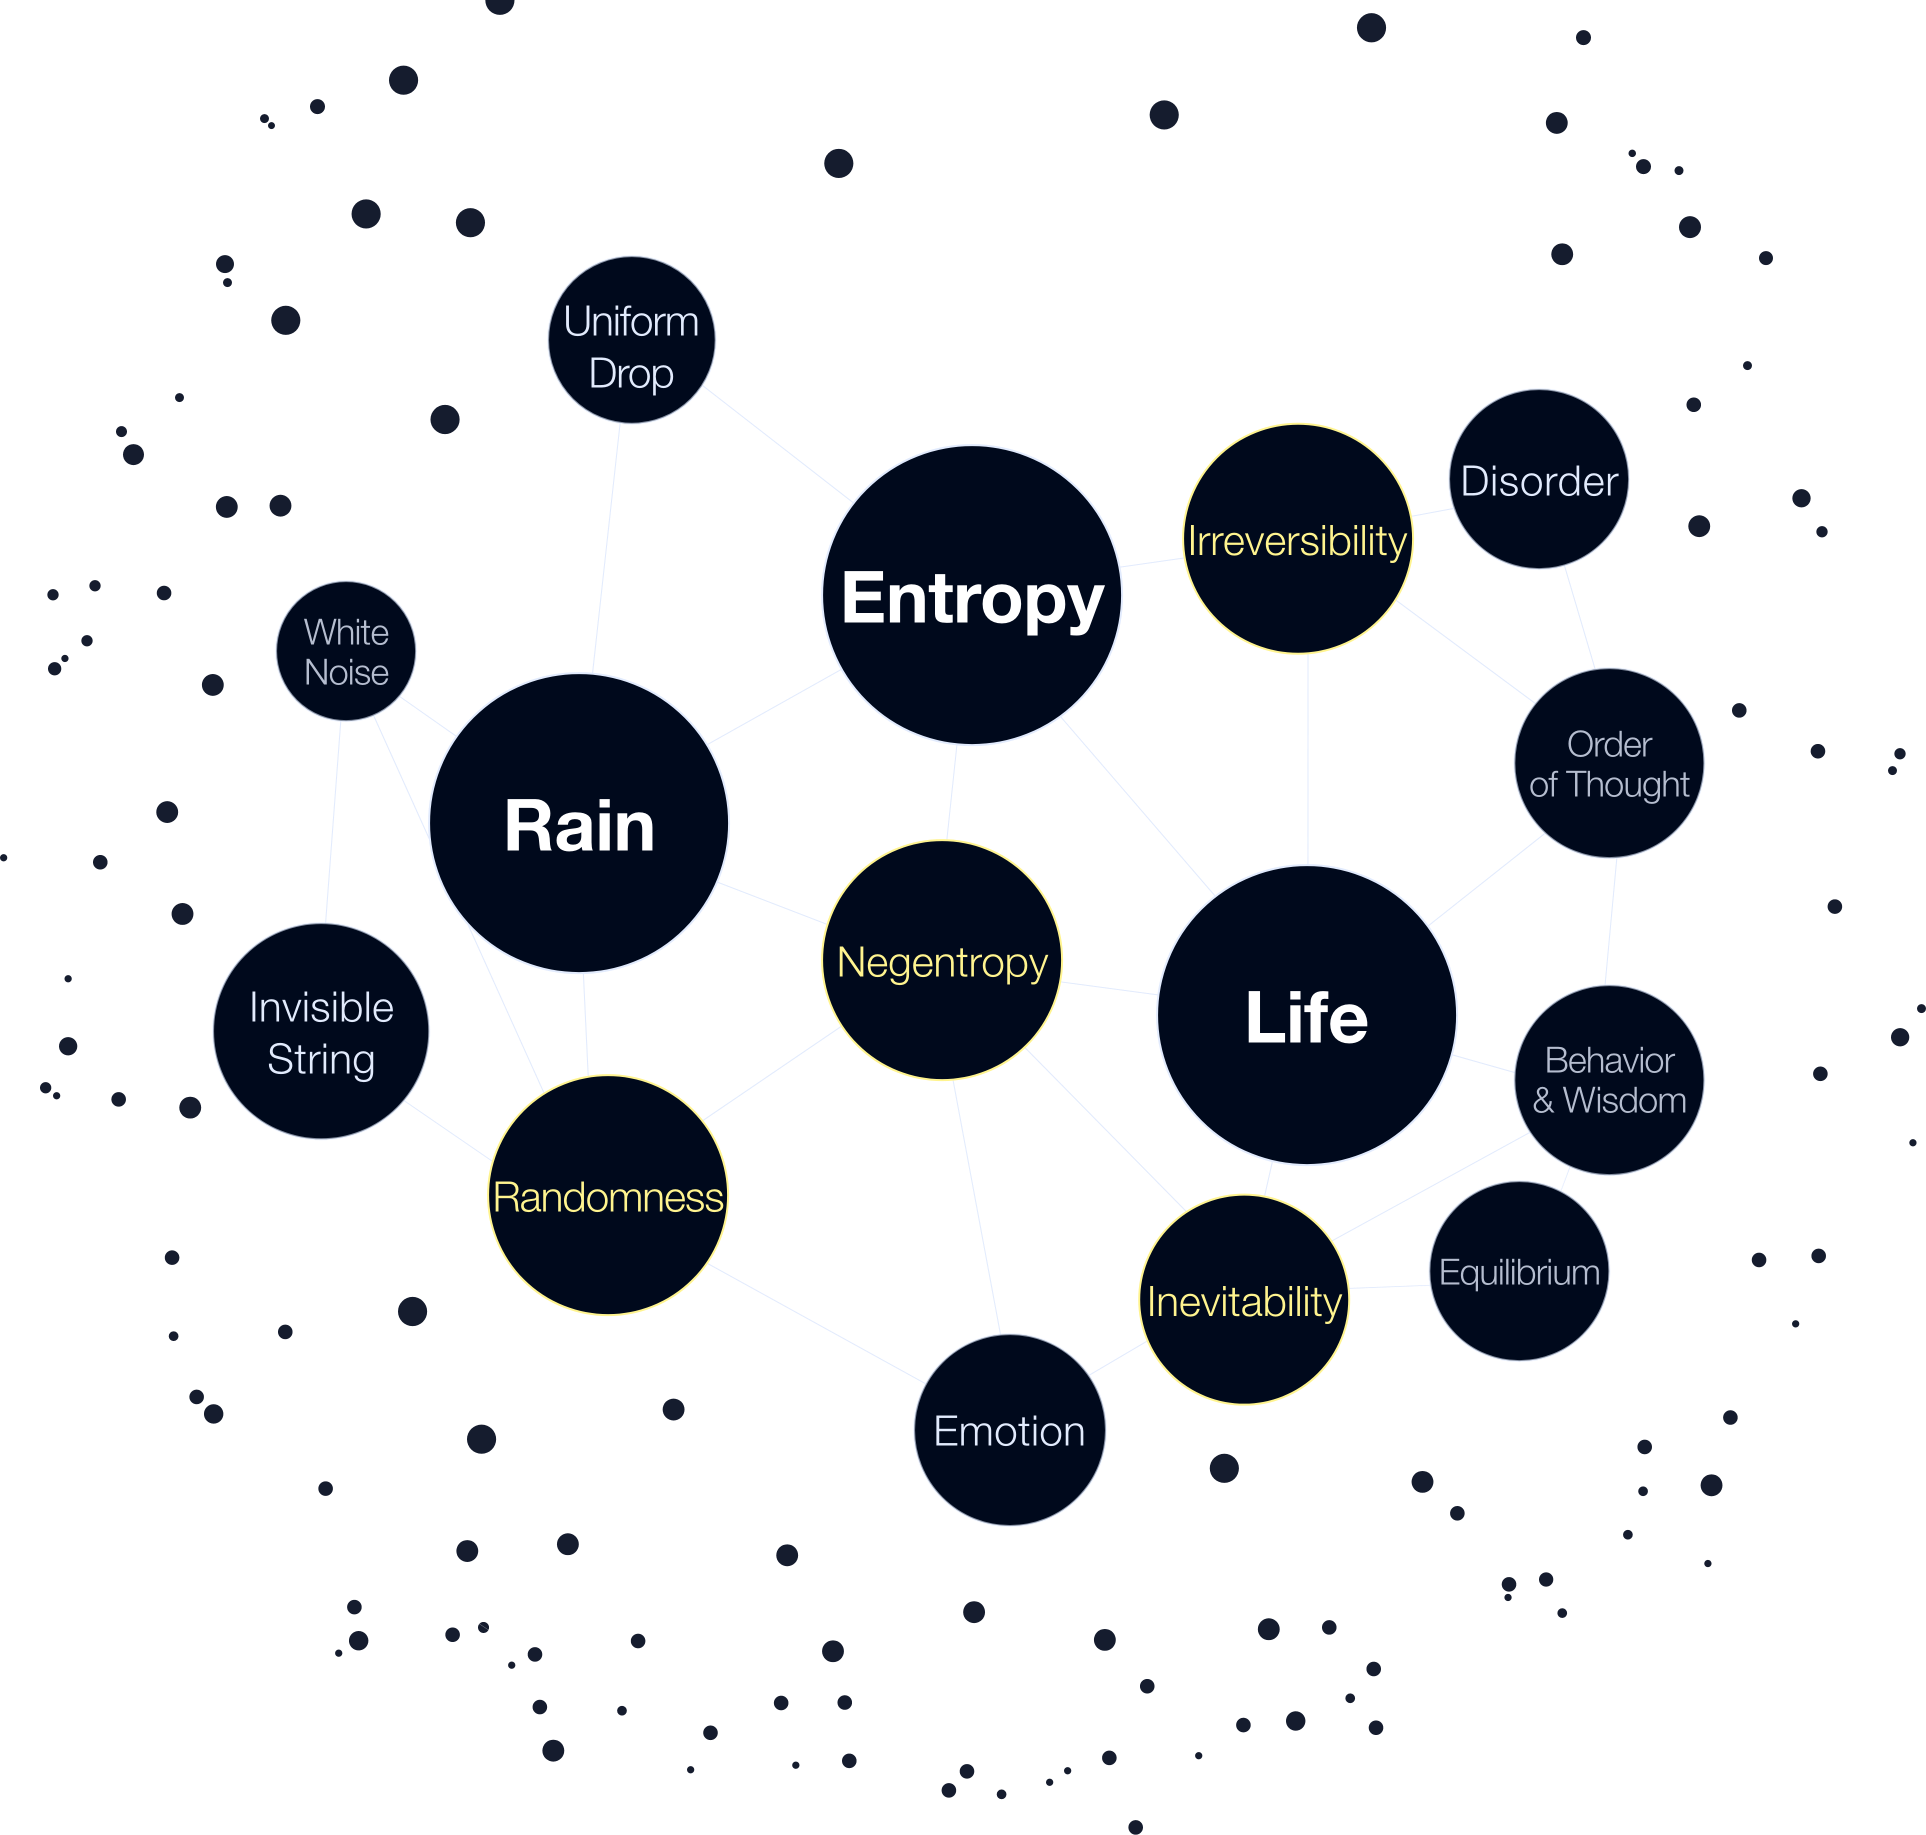 Uniform
Drop
Disorder
Irreversibility
Entropy
White
Noise
Order
of Thought
Rain
Negentropy
Invisible
String
Life
Behavior
& Wisdom
Randomness
Equilibrium
Inevitability
Emotion